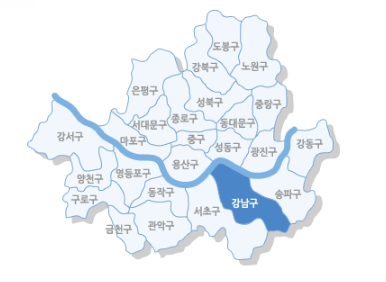 도봉구
강북구
노원구
은평구
성북구
중랑구
서대문구
종로구
동대문구
강서구
마포구
중구
성동구
광진구
강동구
용산구
양천구
영등포구
동작구
송파구
구로구
서초구
강남구
금천구
관악구